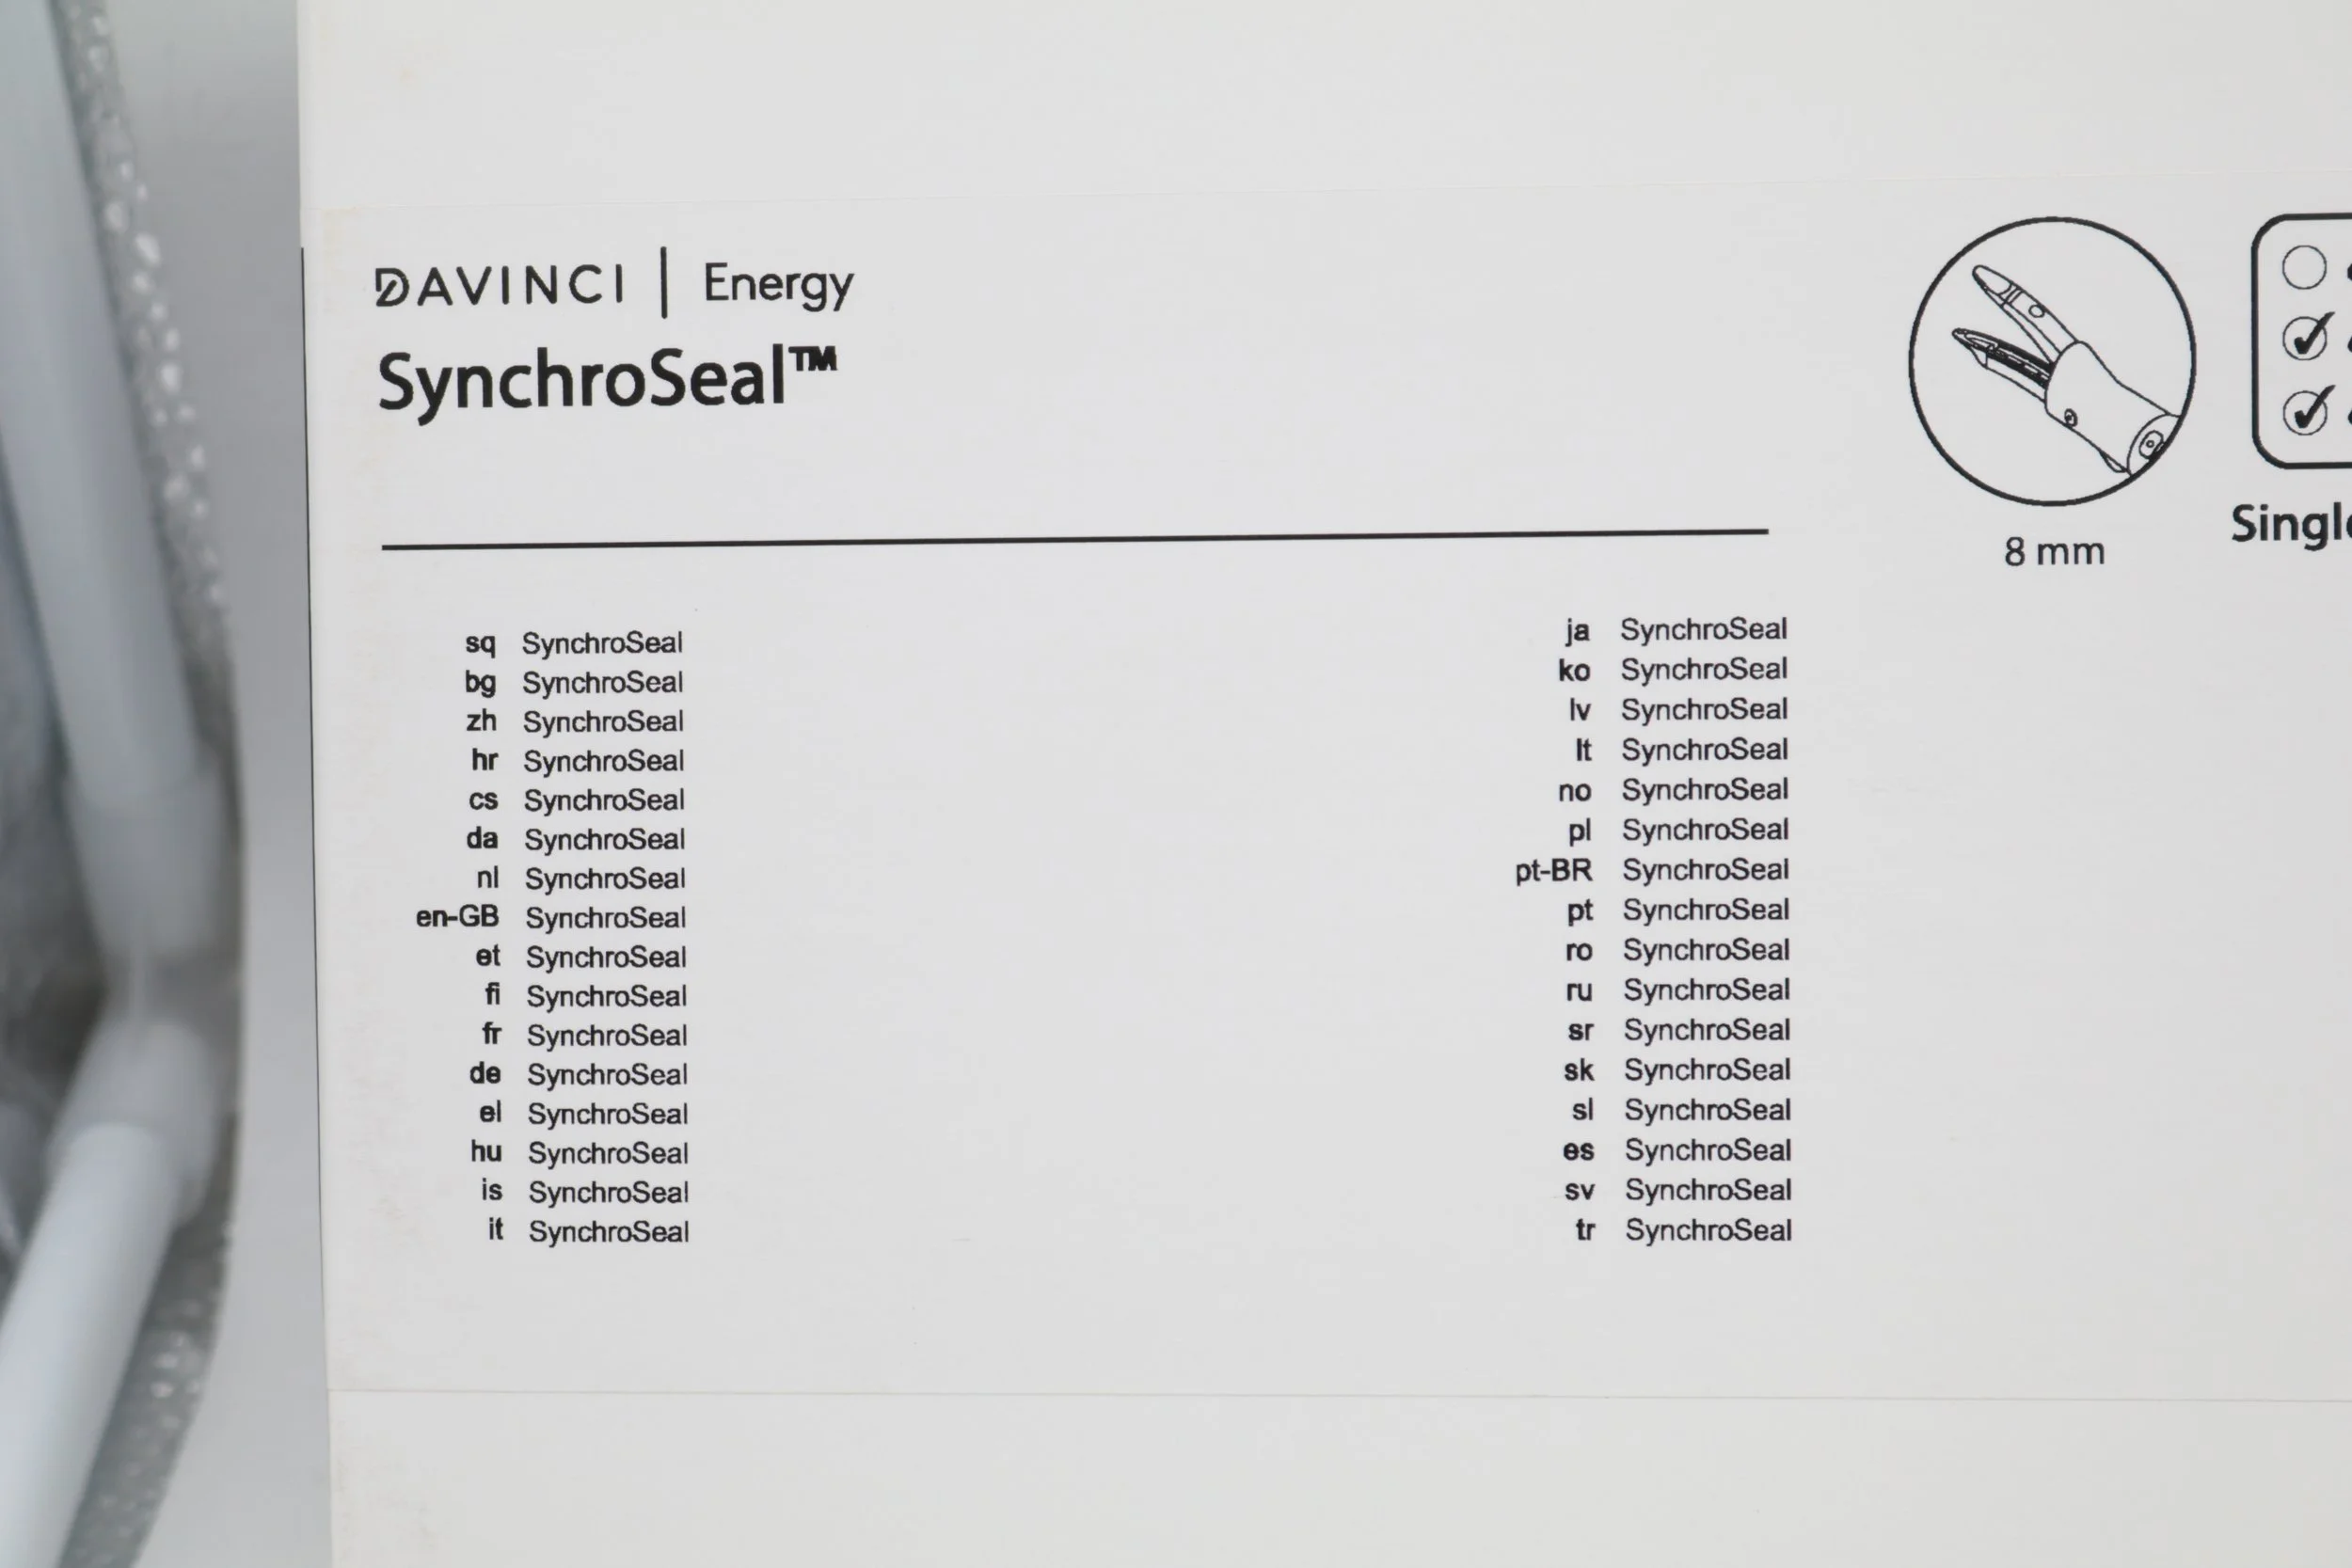 DAVINCI | Energy
SynchroSeal™
8 mm
sq SynchroSeal
bg SynchroSeal
zh SynchroSeal
hr SynchroSeal
cs SynchroSeal
da SynchroSeal
nl SynchroSeal
en-GB SynchroSeal
et SynchroSeal
fi SynchroSeal
fr SynchroSeal
de SynchroSeal
el SynchroSeal
hu SynchroSeal
is SynchroSeal
it SynchroSeal
ja SynchroSeal
ko SynchroSeal
lv SynchroSeal
lt SynchroSeal
no SynchroSeal
pl SynchroSeal
pt-BR SynchroSeal
pt SynchroSeal
ro SynchroSeal
ru SynchroSeal
sr SynchroSeal
sk SynchroSeal
sl SynchroSeal
es SynchroSeal
sv SynchroSeal
tr SynchroSeal